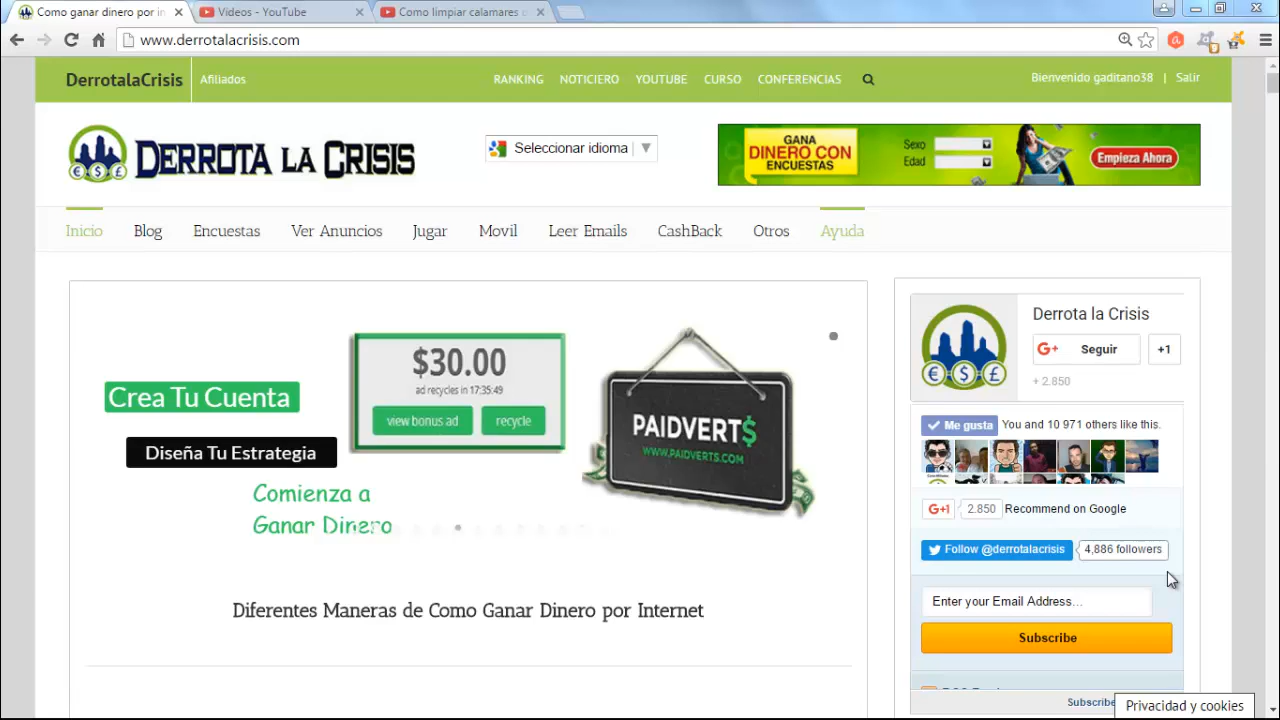 Como ganar dinero por in
Videos - YouTube
Como limpiar calamares o
www.derrotalacrisis.com
DerrotalaCrisis
Afiliados
RANKING NOTICIERO YOUTUBE CURSO CONFERENCIAS
Bienvenido gaditano38 | Salir
DERROTA LA CRISIS
€ $ £
Seleccionar idioma
GANA
DINERO CON
ENCUESTAS
Sexo
Edad
Empieza Ahora
Inicio Blog Encuestas Ver Anuncios Jugar Movil Leer Emails CashBack Otros Ayuda
Crea Tu Cuenta
Diseña Tu Estrategia
Comienza a
Ganar Dinero
$30.00
ad recycles in 17:35:49
view bonus ad
recycle
PAIDVERT$
WWW.PAIDVERTS.COM
Diferentes Maneras de Como Ganar Dinero por Internet
€ $ £
Derrota la Crisis
G+ Seguir
+1
+ 2.850
Me gusta
You and 10 971 others like this.
G+1 2.850 Recommend on Google
Follow @derrotalacrisis
4,886 followers
Enter your Email Address...
Subscribe
Subscribe
Privacidad y cookies